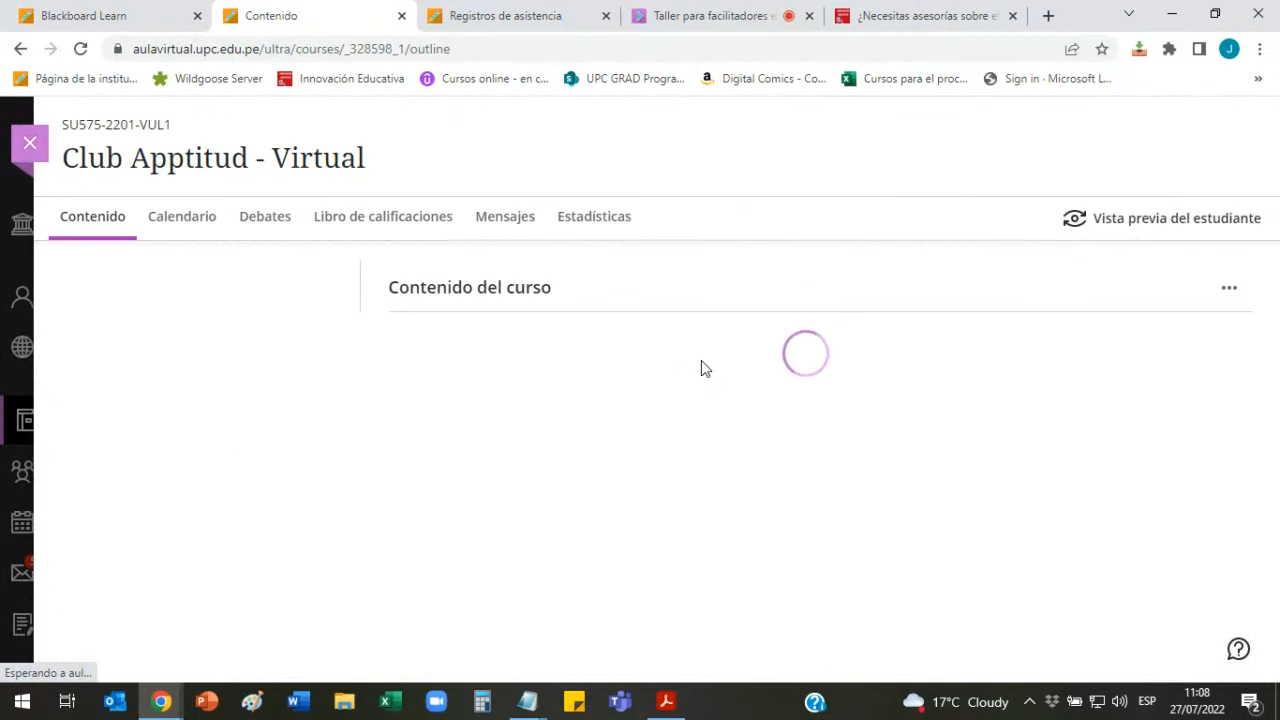 Blackboard Learn
Contenido
Registros de asistencia
Taller para facilitadores e
¿Necesitas asesorías sobre e
aulavirtual.upc.edu.pe/ultra/courses/_328598_1/outline
J
Página de la institu...
Wildgoose Server
Innovación Educativa
Cursos online - en c...
UPC GRAD Progra...
Digital Comics - Co...
Cursos para el proc...
Sign in - Microsoft L...
SU575-2201-VUL1
Club Apptitud - Virtual
Contenido
Calendario
Debates
Libro de calificaciones
Mensajes
Estadísticas
Vista previa del estudiante
Contenido del curso
Esperando a aul...
17°C Cloudy
ESP
11:08
27/07/2022
2